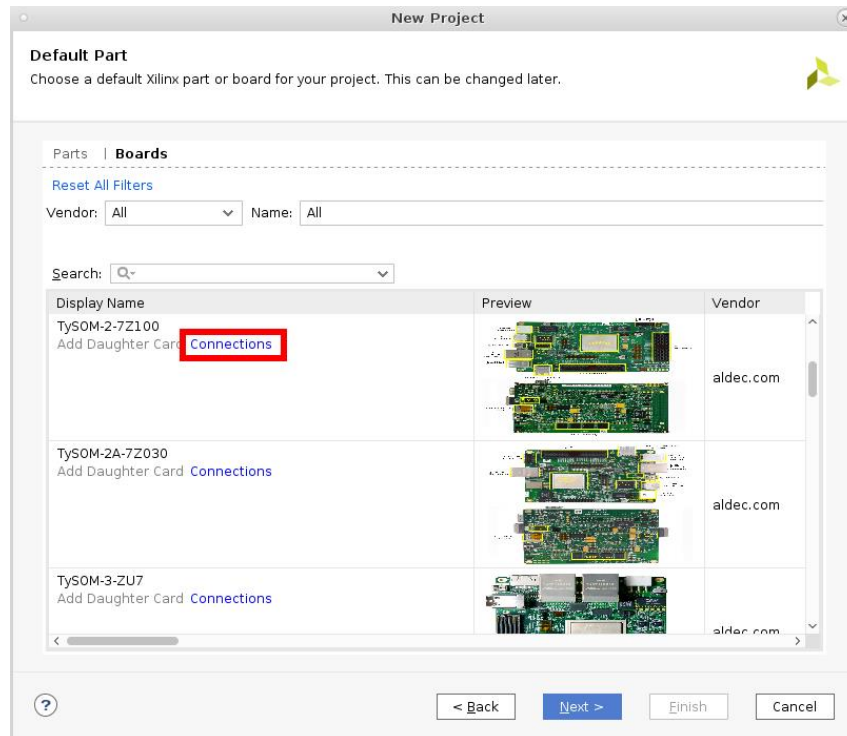 New Project
Default Part
Choose a default Xilinx part or board for your project. This can be changed later.
Parts | Boards
Reset All Filters
Vendor: All Name: All
Search:
Display Name Preview Vendor
TySOM-2-7Z100
Add Daughter Card Connections
aldec.com
TySOM-2A-7Z030
Add Daughter Card Connections
aldec.com
TySOM-3-ZU7
Add Daughter Card Connections
aldec.com
? < Back Next > Finish Cancel